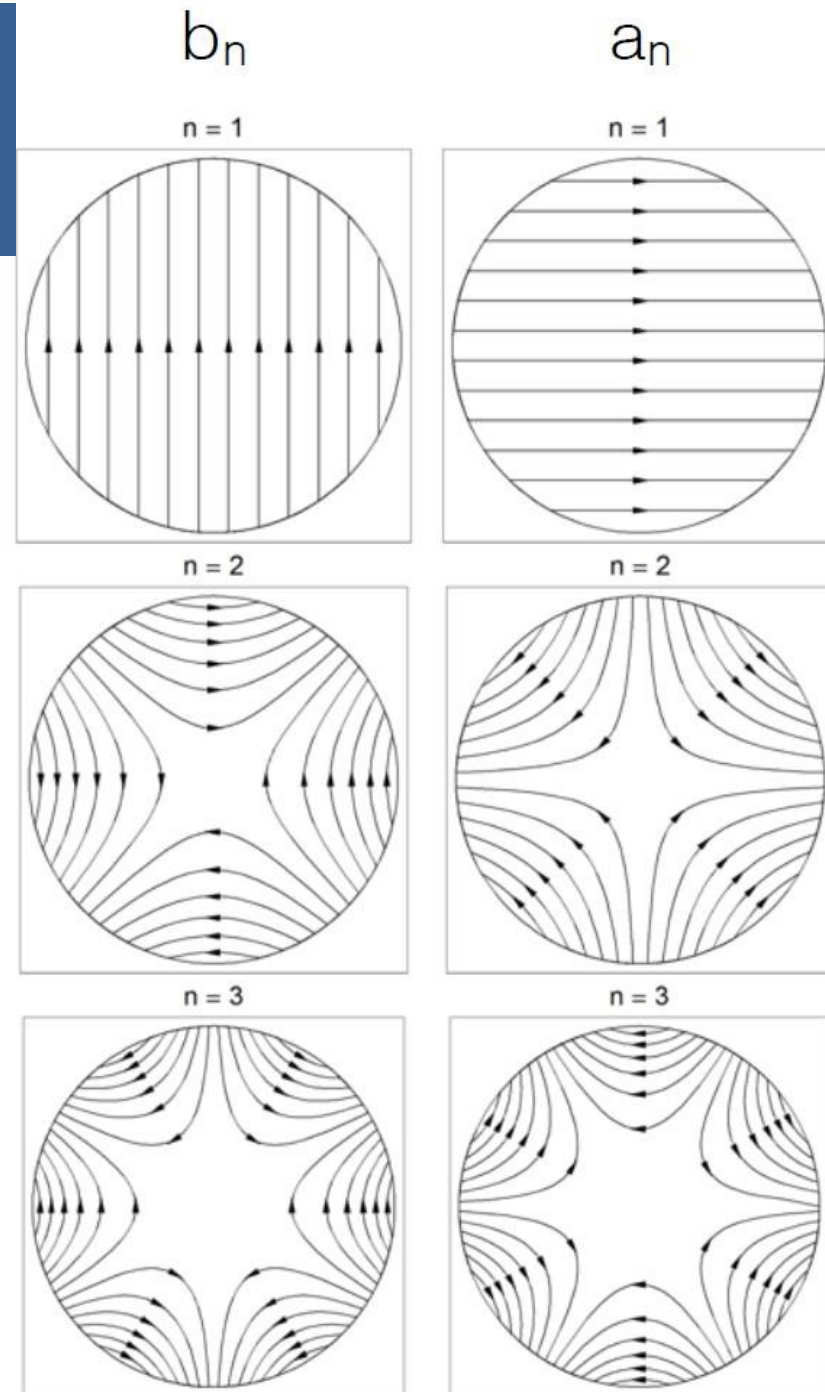 bn an
n = 1 n = 1
n = 2 n = 2
n = 3 n = 3